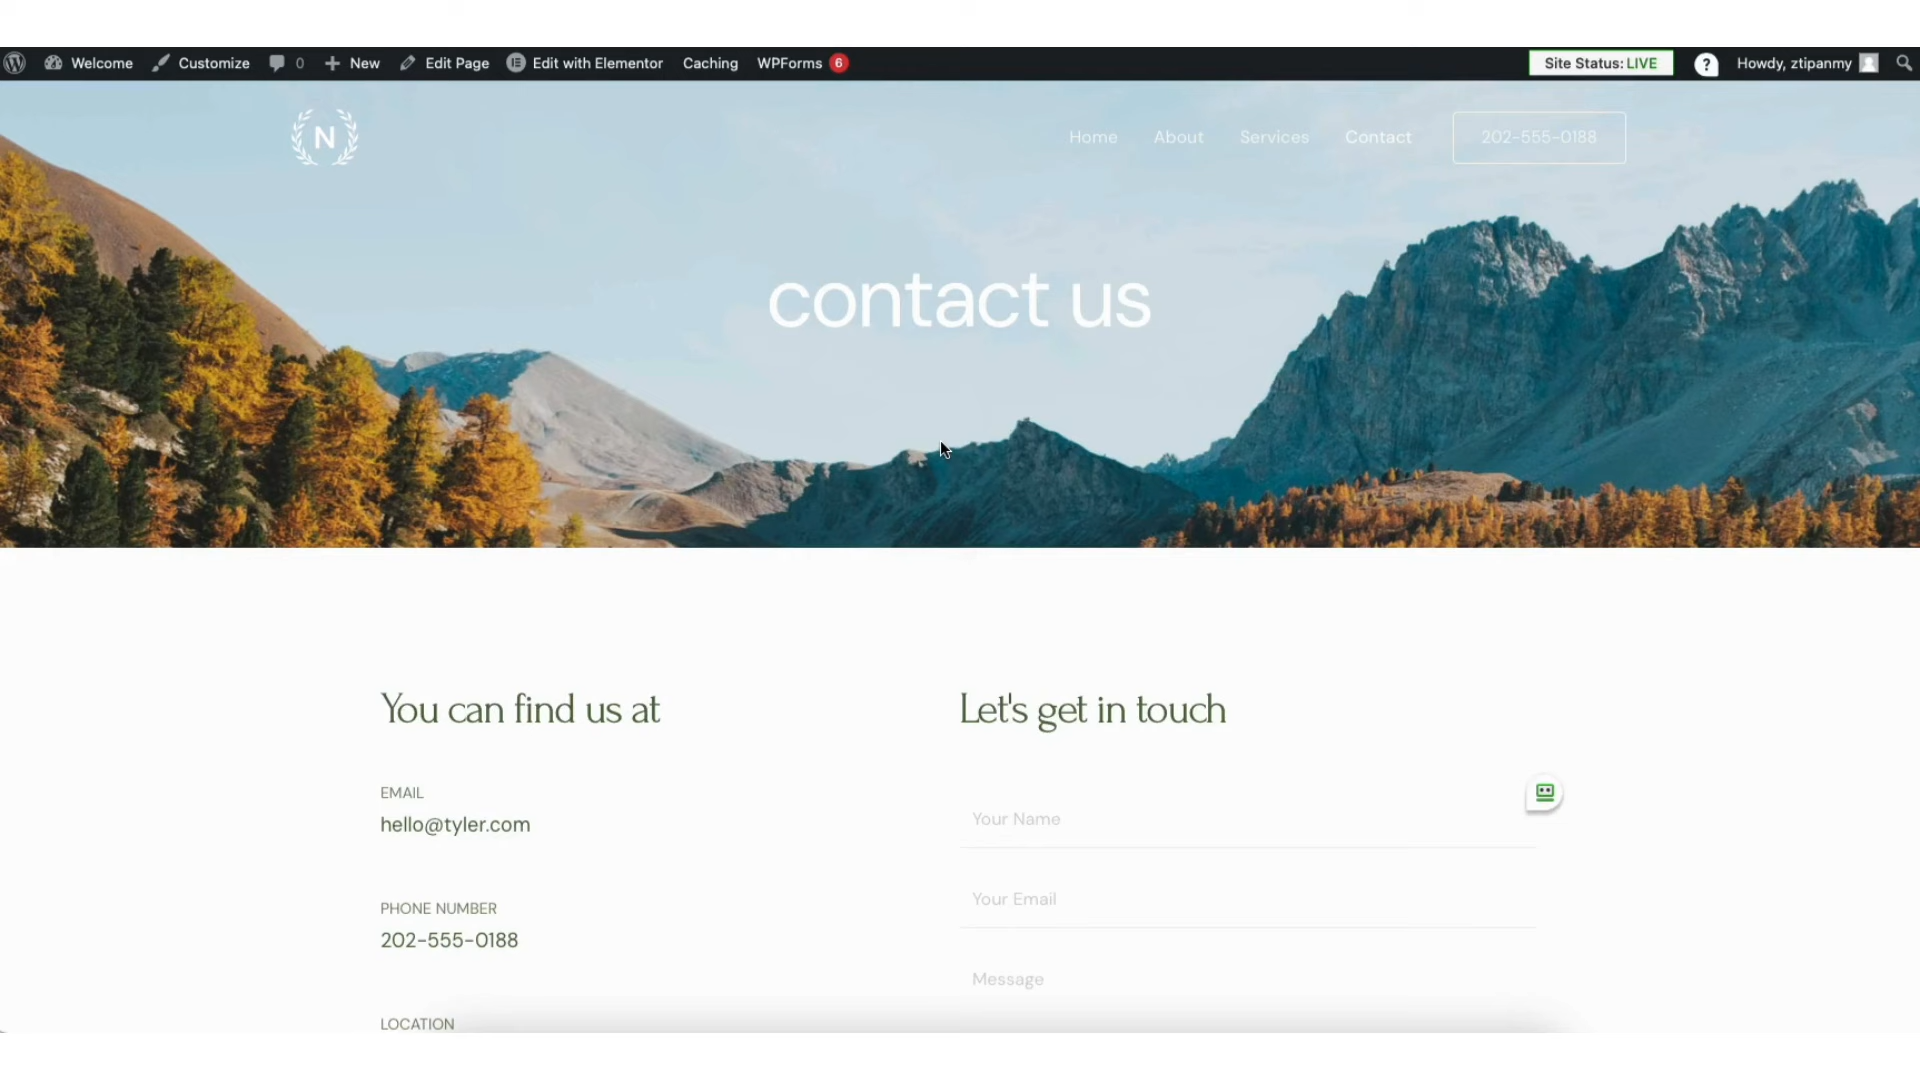 Welcome Customize 0 New Edit Page Edit with Elementor Caching WPForms 6 Site Status: LIVE ? Howdy, ztipanmy
N Home About Services Contact 202-555-0188
contact us
You can find us at
EMAIL
hello@tyler.com
PHONE NUMBER
202-555-0188
LOCATION
Let's get in touch
Your Name
Your Email
Message